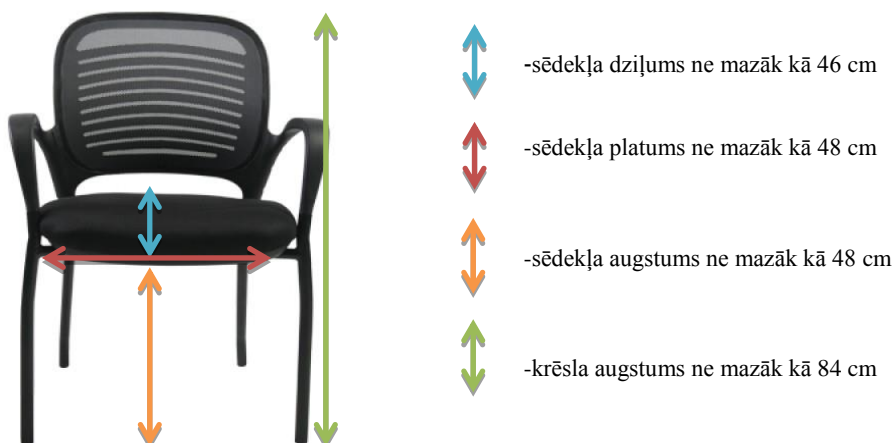 -sēdekļa dziļums ne mazāk kā 46 cm
-sēdekļa platums ne mazāk kā 48 cm
-sēdekļa augstums ne mazāk kā 48 cm
-krēsla augstums ne mazāk kā 84 cm